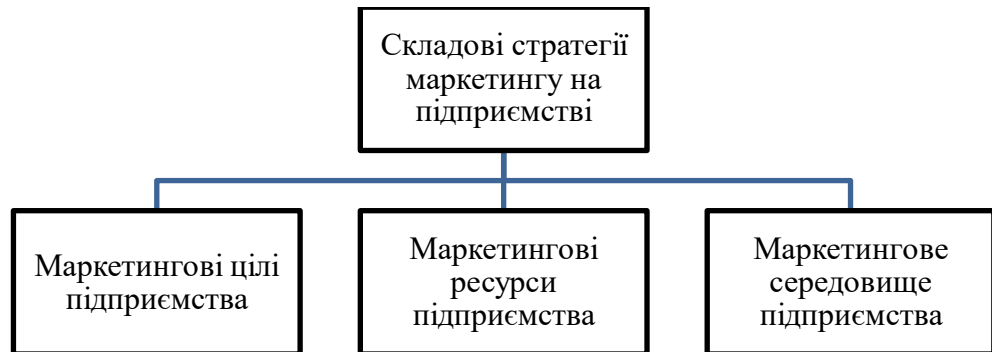 Складові стратегії
маркетингу на
підприємстві
Маркетингові цілі
підприємства
Маркетингові
ресурси
підприємства
Маркетингове
середовище
підприємства